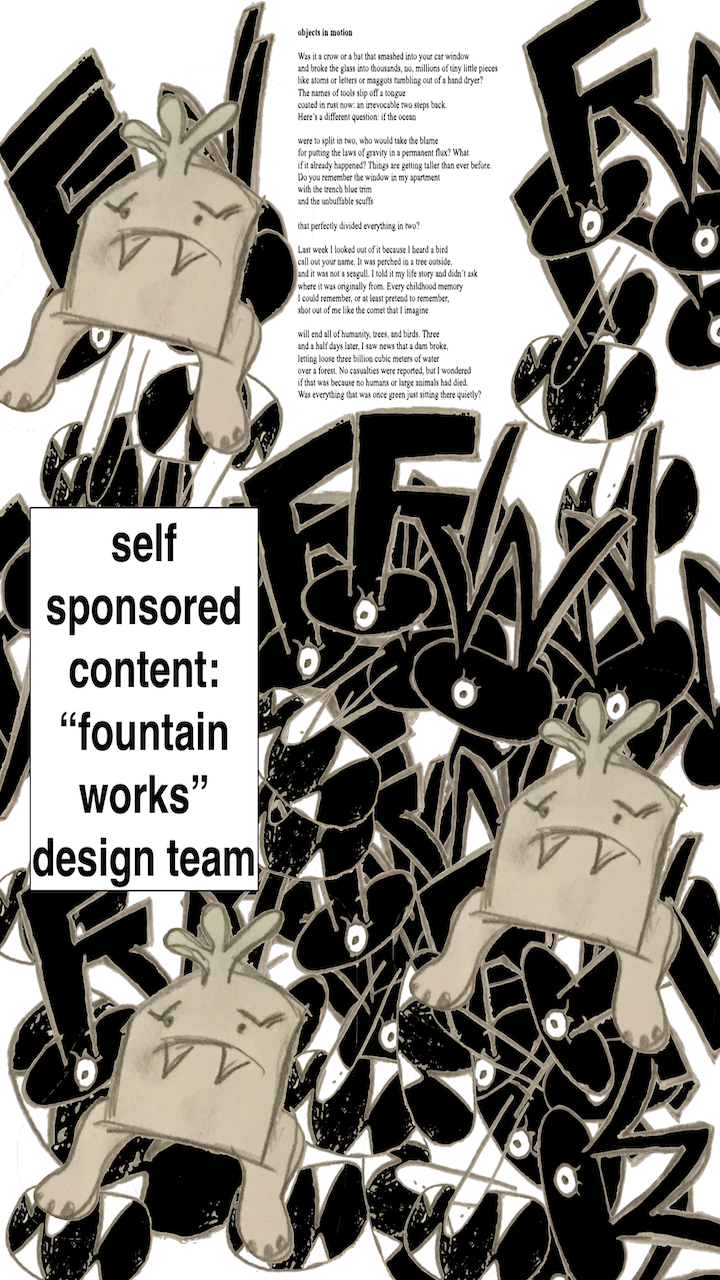 objects in motion
Was it a crow or a bat that smashed into your car window
and broke the glass into thousands, no, millions of tiny little pieces
like atoms or letters or maggots tumbling out of a hand dryer?
The names of tools slip off a tongue
coated in rust now: an irrevocable two steps back.
Here's a different question: if the ocean
were to split in two, who would take the blame
for putting the laws of gravity in a permanent flux? What
if it already happened? Things are getting taller than ever before.
Do you remember the window in my apartment
with the trench blue trim
and the unbuffable scuffs
that perfectly divided everything in two?
Last week I looked out of it because I heard a bird
call out your name. It was perched in a tree outside,
and it was not a seagull. I told it my life story and didn't ask
where it was originally from. Every childhood memory
I could remember, or at least pretend to remember,
shot out of me like the comet that I imagine
will end all of humanity, trees, and birds. Three
and a half days later, I saw news that a dam broke,
letting loose three billion cubic meters of water
over a forest. No casualties were reported, but I wondered
if that was because no humans or large animals had died.
Was everything that was once green just sitting there quietly?
self
sponsored
content:
“fountain
works”
design team